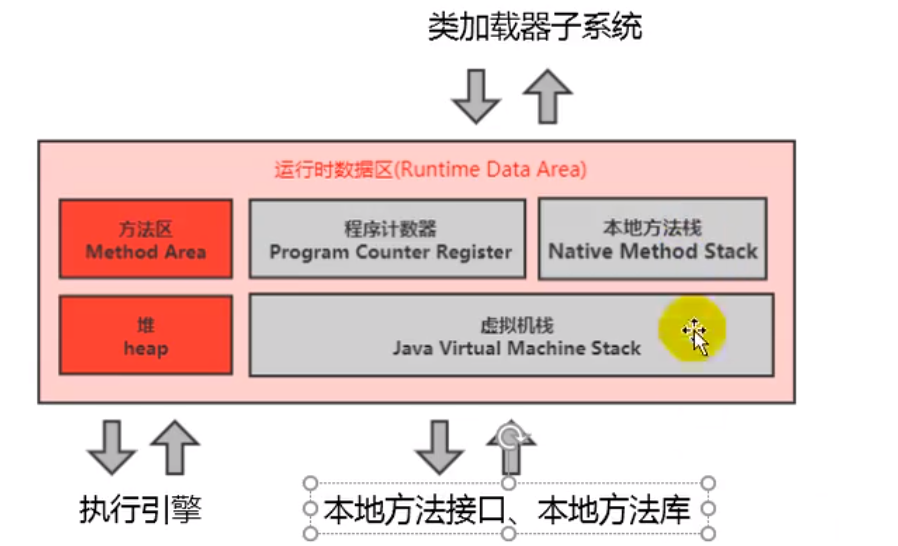 类加载器子系统
运行时数据区(Runtime Data Area)
方法区
Method Area
程序计数器
Program Counter Register
本地方法栈
Native Method Stack
堆
heap
虚拟机栈
Java Virtual Machine Stack
执行引擎
本地方法接口、本地方法库